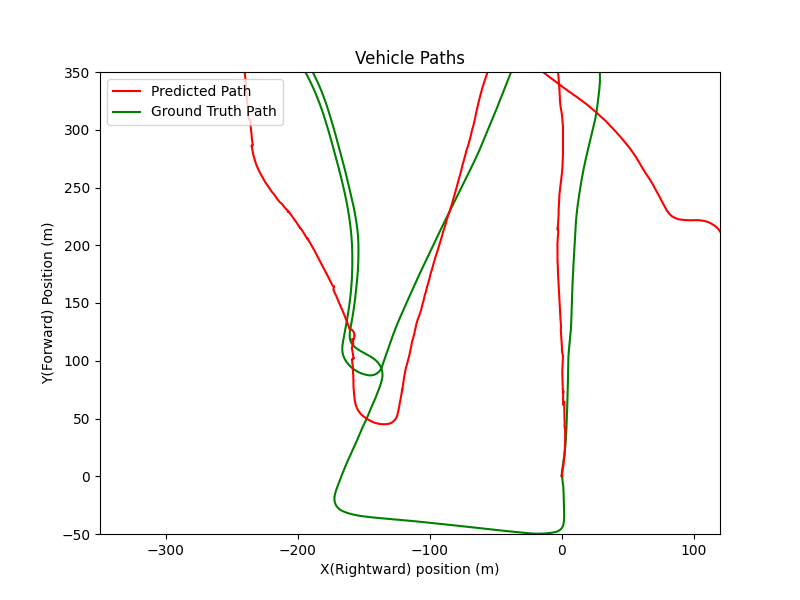 Vehicle Paths
Predicted Path
Ground Truth Path
350
300
250
200
150
100
50
0
−50
Y(Forward) Position (m)
−300
−200
−100
0
100
X(Rightward) position (m)